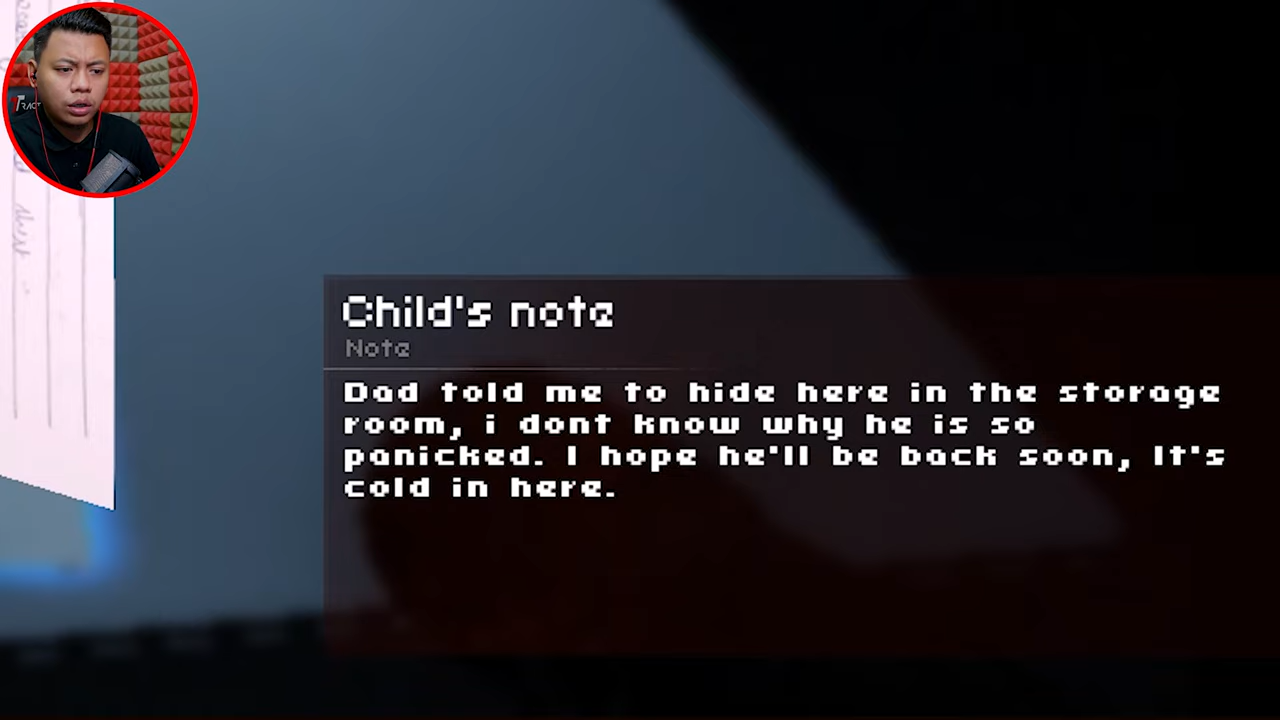 Child's note
Note
Dad told me to hide here in the storage
room, i dont know why he is so
panicked. I hope he'll be back soon, It's
cold in here.